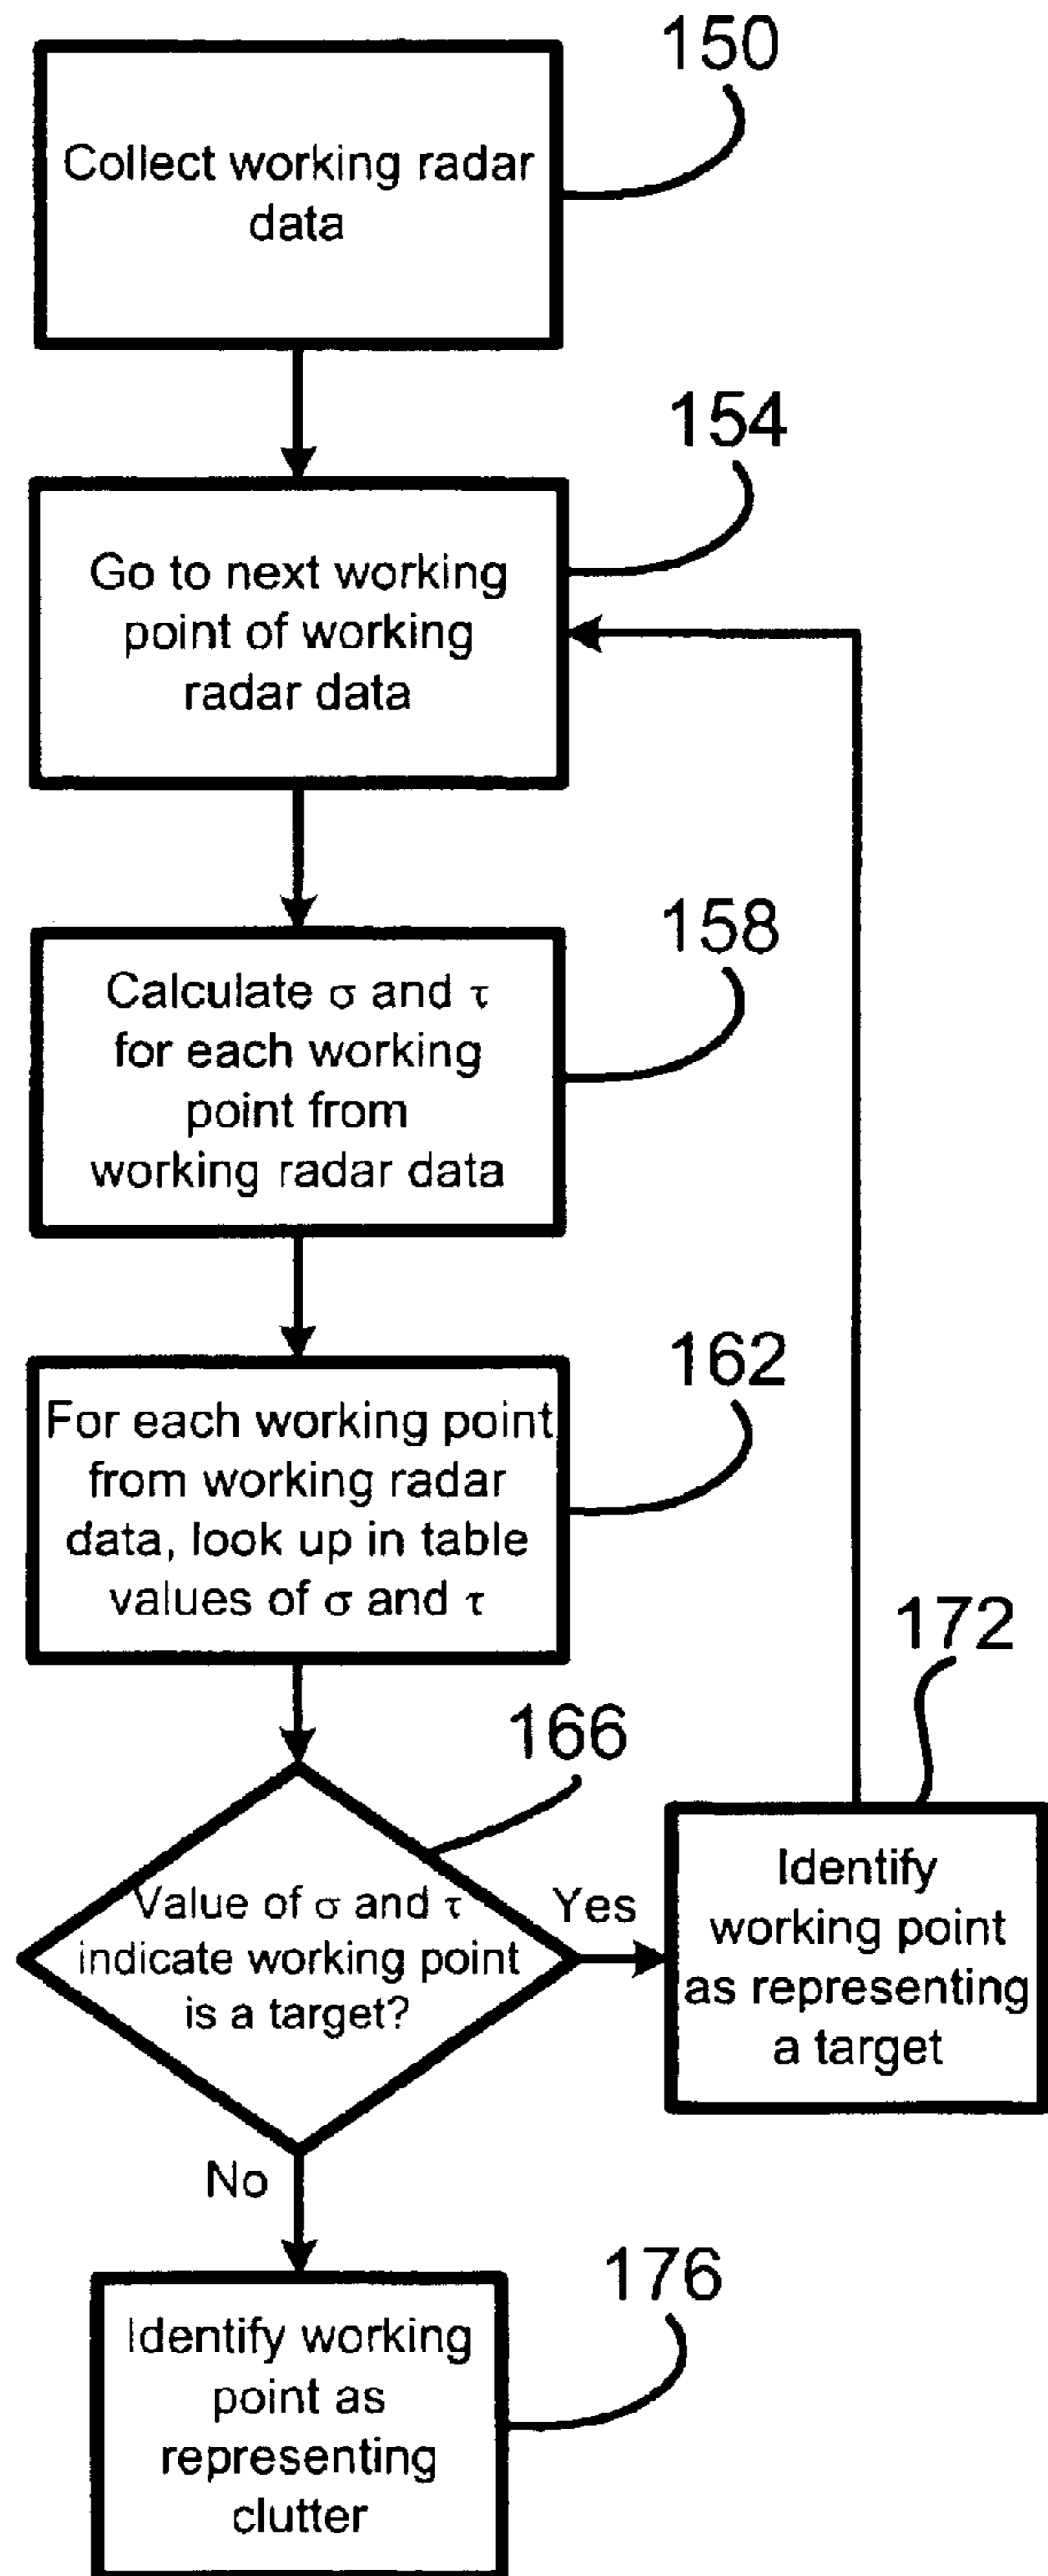 150
Collect working radar
data
154
Go to next working
point of working
radar data
158
Calculate σ and τ
for each working
point from
working radar data
162
For each working point
from working radar
data, look up in table
values of σ and τ
172
166
Value of σ and τ
indicate working point
is a target?
Yes
Identify
working point
as representing
a target
No
176
Identify working
point as
representing
clutter